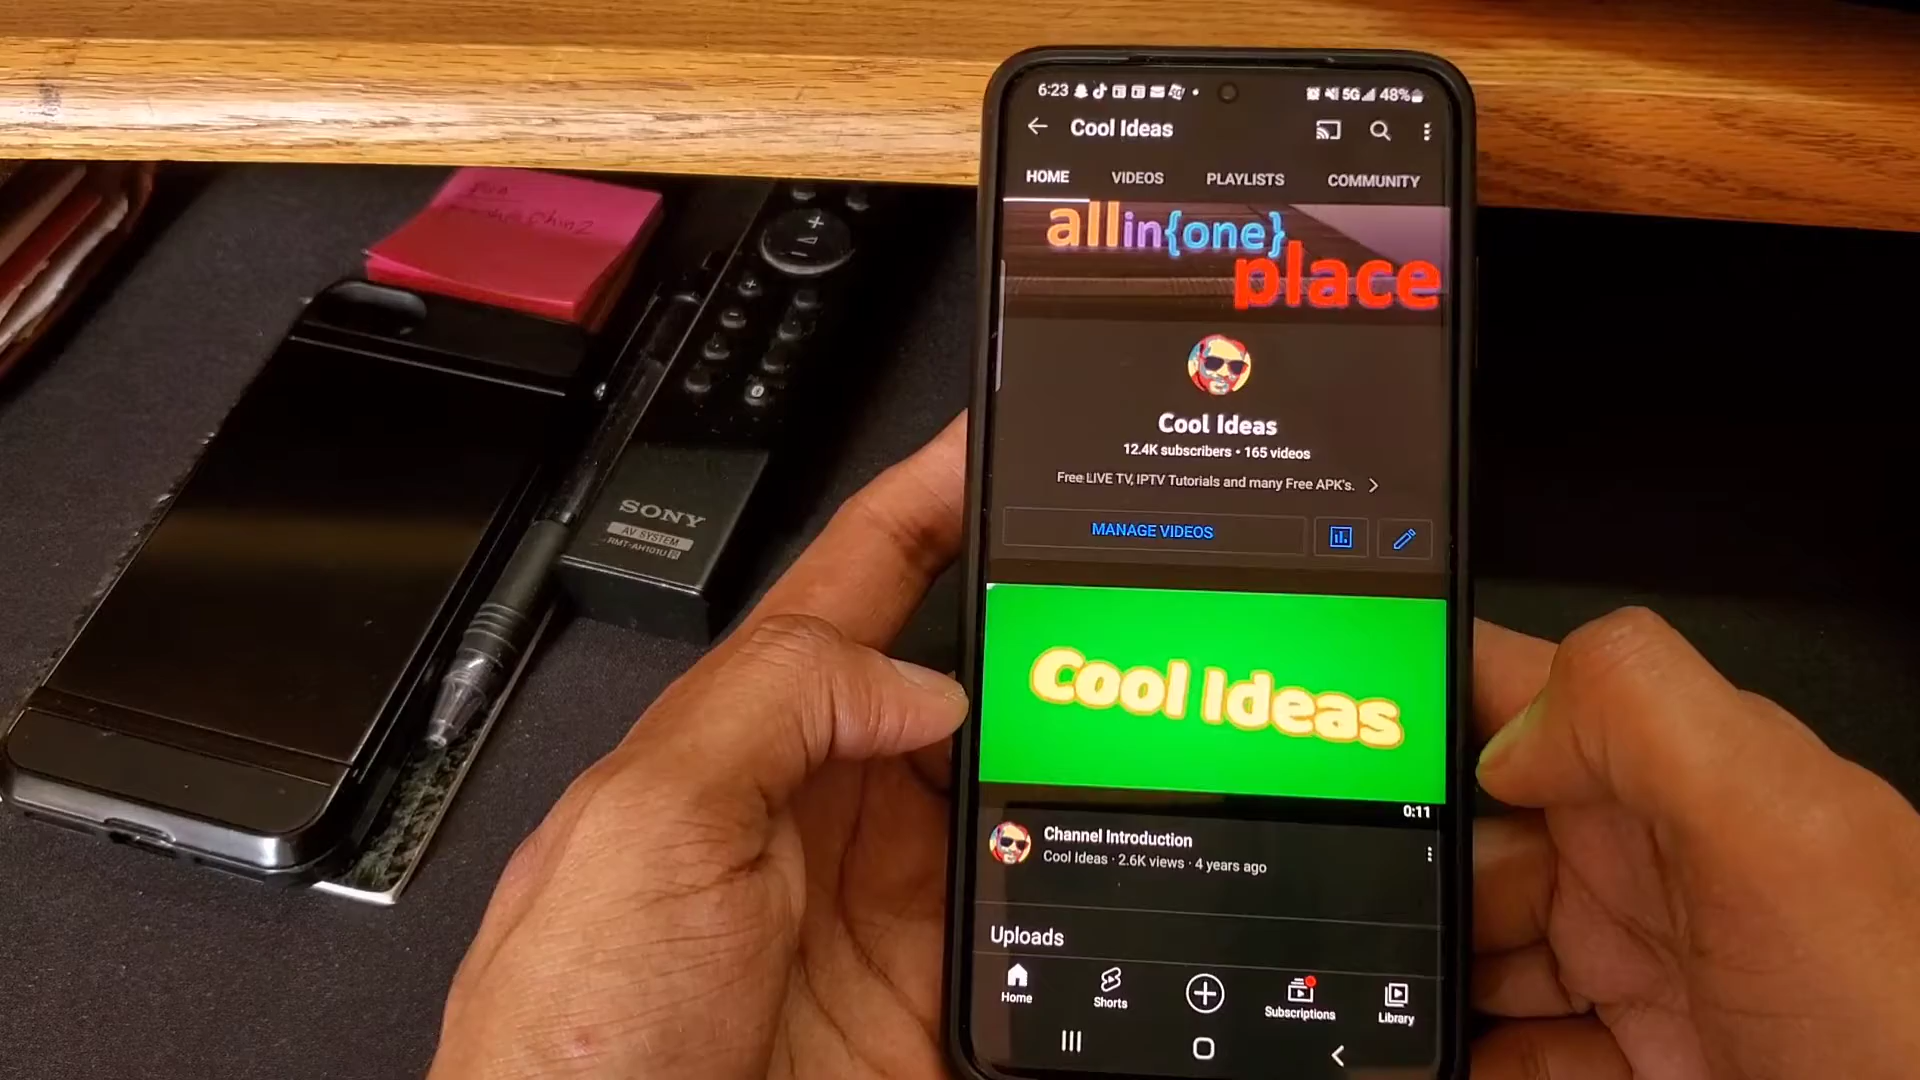 6:23
5G 48%
Cool Ideas
HOME VIDEOS PLAYLISTS COMMUNITY
allin{one}
place
Cool Ideas
12.4K subscribers • 165 videos
Free LIVE TV, IPTV Tutorials and many Free APK's.
MANAGE VIDEOS
Cool Ideas
0:11
Channel Introduction
Cool Ideas · 2.6K views · 4 years ago
Uploads
Home Shorts Subscriptions Library
SONY
AV SYSTEM
RMT-AH101U